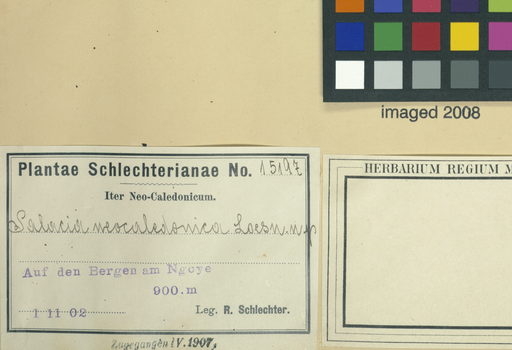 imaged 2008
Plantae Schlechterianae No. 15197
Iter Neo-Caledonicum.
Salacia neocaledonica Loesn. n. sp
Auf den Bergen am Ngoye
900.m
1 11 02
Leg. R. Schlechter.
Zugegangen IV. 1907,
HERBARIUM REGIUM M